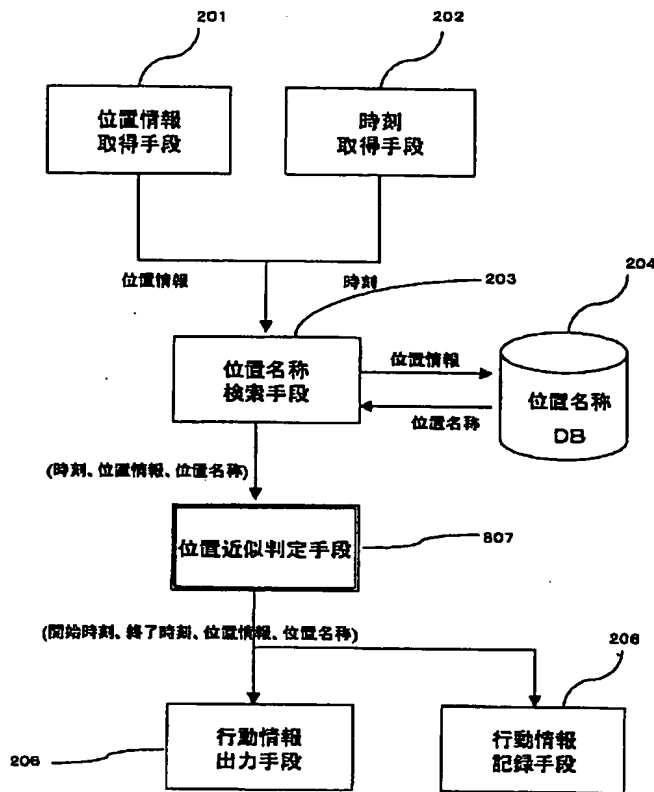 201
202
位置情報
取得手段
時刻
取得手段
位置情報
時刻
203
204
位置名称
検索手段
位置情報
位置名称
位置名称
DB
(時刻、位置情報、位置名称)
位置近似判定手段
807
(開始時刻、終了時刻、位置情報、位置名称)
206
行動情報
出力手段
行動情報
記録手段
206